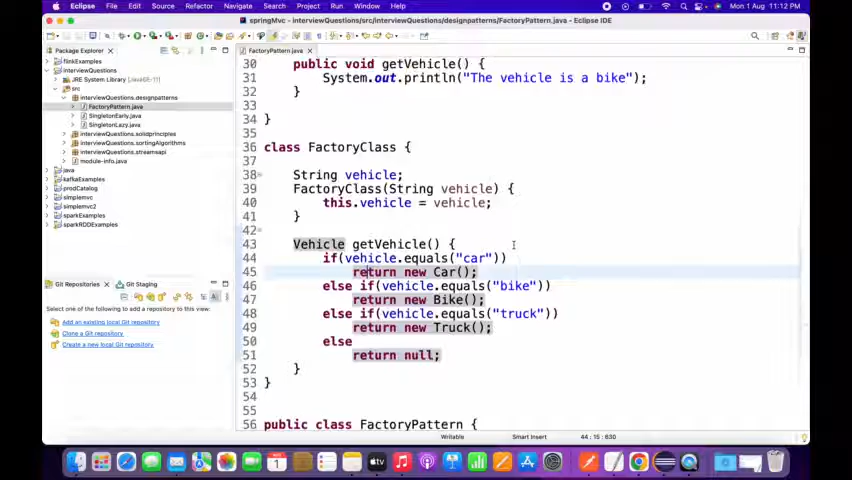 Eclipse File Edit Source Refactor Navigate Search Project Run Window Help Mon 1 Aug 11:12 PM
springMvc - interviewQuestions/src/interviewQuestions/designpatterns/FactoryPattern.java - Eclipse IDE
Package Explorer
flinkExamples
interviewQuestions
JRE System Library [JavaSE-16]
src
interviewQuestions.designpatterns
FactoryPattern.java
SingletonEarly.java
SingletonLazy.java
interviewQuestions.solidprinciples
interviewQuestions.sortingAlgorithms
interviewQuestions.streamsapi
module-info.java
java
kafkaExamples
prodCatalog
simplemvc
simplemvc2
sparkExamples
sparkRDDExamples
Git Repositories
Git Staging
Select one of the following to add a repository to this view:
Add an existing local Git repository
Clone a Git repository
Create a new local Git repository
FactoryPattern.java
30 public void getVehicle() {
31 System.out.println("The vehicle is a bike");
32 }
33
34 }
35
36 class FactoryClass {
37
38 String vehicle;
39 FactoryClass(String vehicle) {
40 this.vehicle = vehicle;
41 }
42
43 Vehicle getVehicle() {
44 if(vehicle.equals("car"))
45 return new Car();
46 else if(vehicle.equals("bike"))
47 return new Bike();
48 else if(vehicle.equals("truck"))
49 return new Truck();
50 else
51 return null;
52 }
53 }
54
55
56 public class FactoryPattern {
Writable Smart Insert 44 : 15 : 630